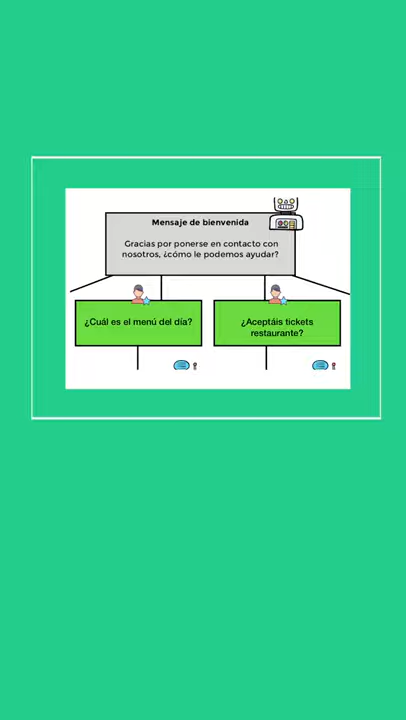 Mensaje de bienvenida
Gracias por ponerse en contacto con
nosotros, ¿cómo le podemos ayudar?
¿Cuál es el menú del día?
¿Aceptáis tickets
restaurante?